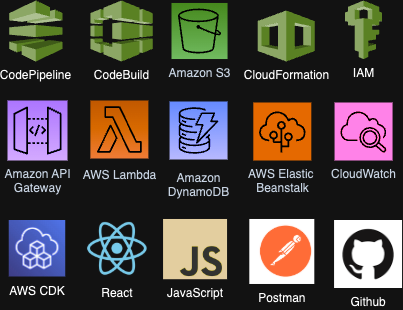 CodePipeline
CodeBuild
Amazon S3
CloudFormation
IAM
</>
Amazon API
Gateway
AWS Lambda
Amazon
DynamoDB
AWS Elastic
Beanstalk
CloudWatch
AWS CDK
React
JS
JavaScript
Postman
Github